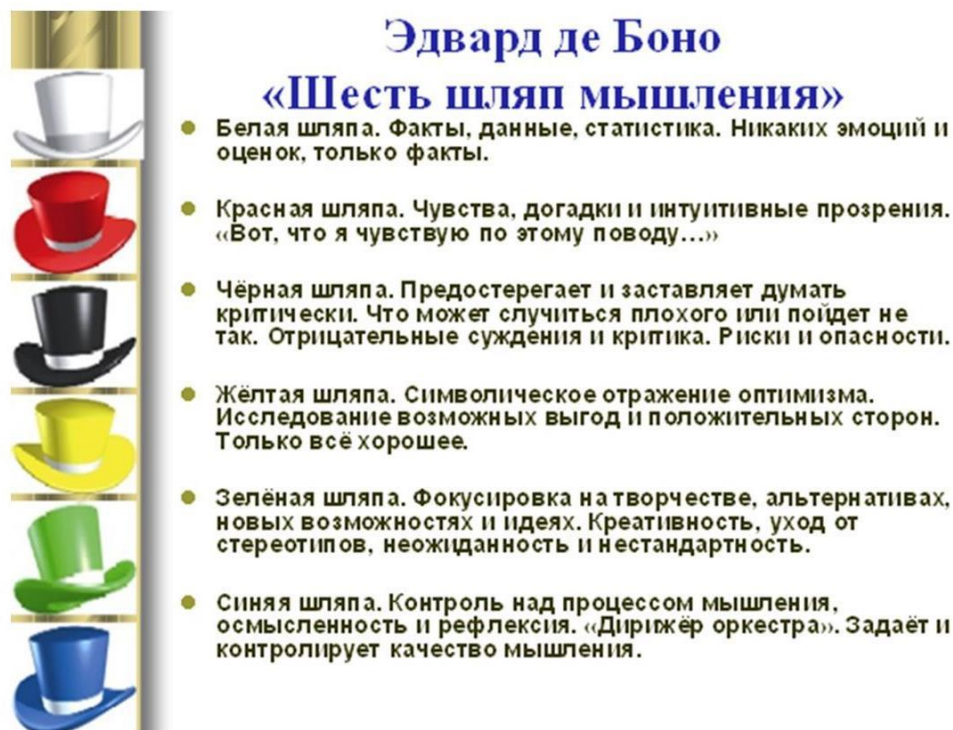 Эдвард де Боно
«Шесть шляп мышления»
Белая шляпа. Факты, данные, статистика. Никаких эмоций и
оценок, только факты.
Красная шляпа. Чувства, догадки и интуитивные прозрения.
«Вот, что я чувствую по этому поводу...»
Чёрная шляпа. Предостерегает и заставляет думать
критически. Что может случиться плохого или пойдет не
так. Отрицательные суждения и критика. Риски и опасности.
Жёлтая шляпа. Символическое отражение оптимизма.
Исследование возможных выгод и положительных сторон.
Только всё хорошее.
Зелёная шляпа. Фокусировка на творчестве, альтернативах,
новых возможностях и идеях. Креативность, уход от
стереотипов, неожиданность и нестандартность.
Синяя шляпа. Контроль над процессом мышления,
осмысленность и рефлексия. «Дирижёр оркестра». Задаёт и
контролирует качество мышления.